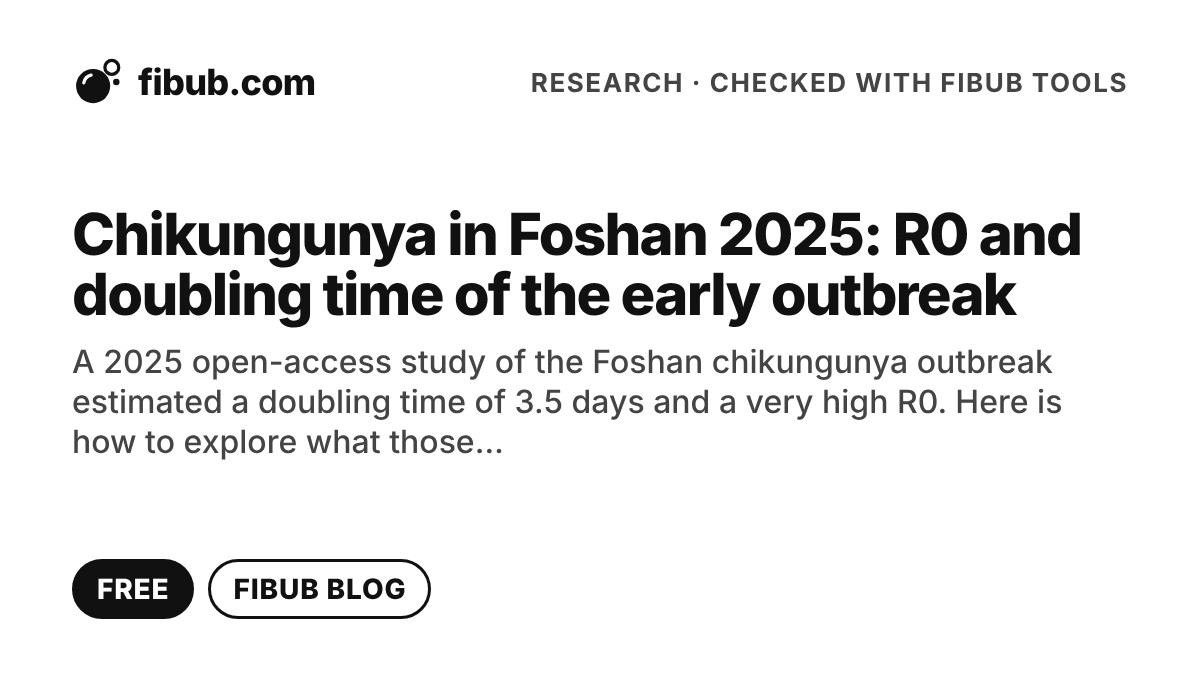 fibub.com
RESEARCH · CHECKED WITH FIBUB TOOLS
Chikungunya in Foshan 2025: R0 and
doubling time of the early outbreak
A 2025 open-access study of the Foshan chikungunya outbreak
estimated a doubling time of 3.5 days and a very high R0. Here is
how to explore what those...
FREE
FIBUB BLOG